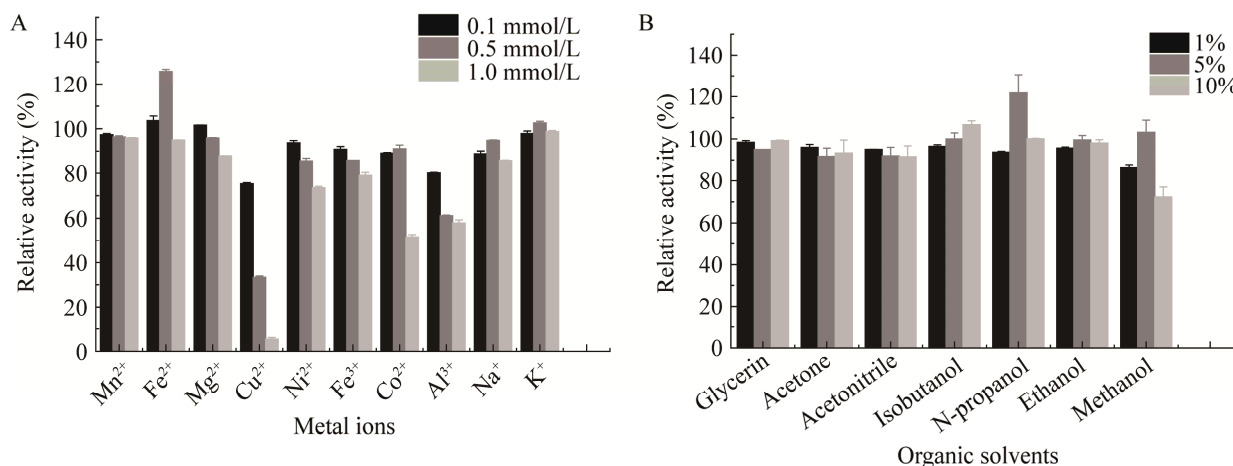 A
140
120
100
80
60
40
20
0
Relative activity (%)
0.1 mmol/L
0.5 mmol/L
1.0 mmol/L
Mn²⁺
Fe²⁺
Mg²⁺
Cu²⁺
Ni²⁺
Fe³⁺
Co²⁺
Al³⁺
Na⁺
K⁺
Metal ions
B
140
120
100
80
60
40
20
0
Relative activity (%)
1%
5%
10%
Glycerin
Acetone
Acetonitrile
Isobutanol
N-propanol
Ethanol
Methanol
Organic solvents